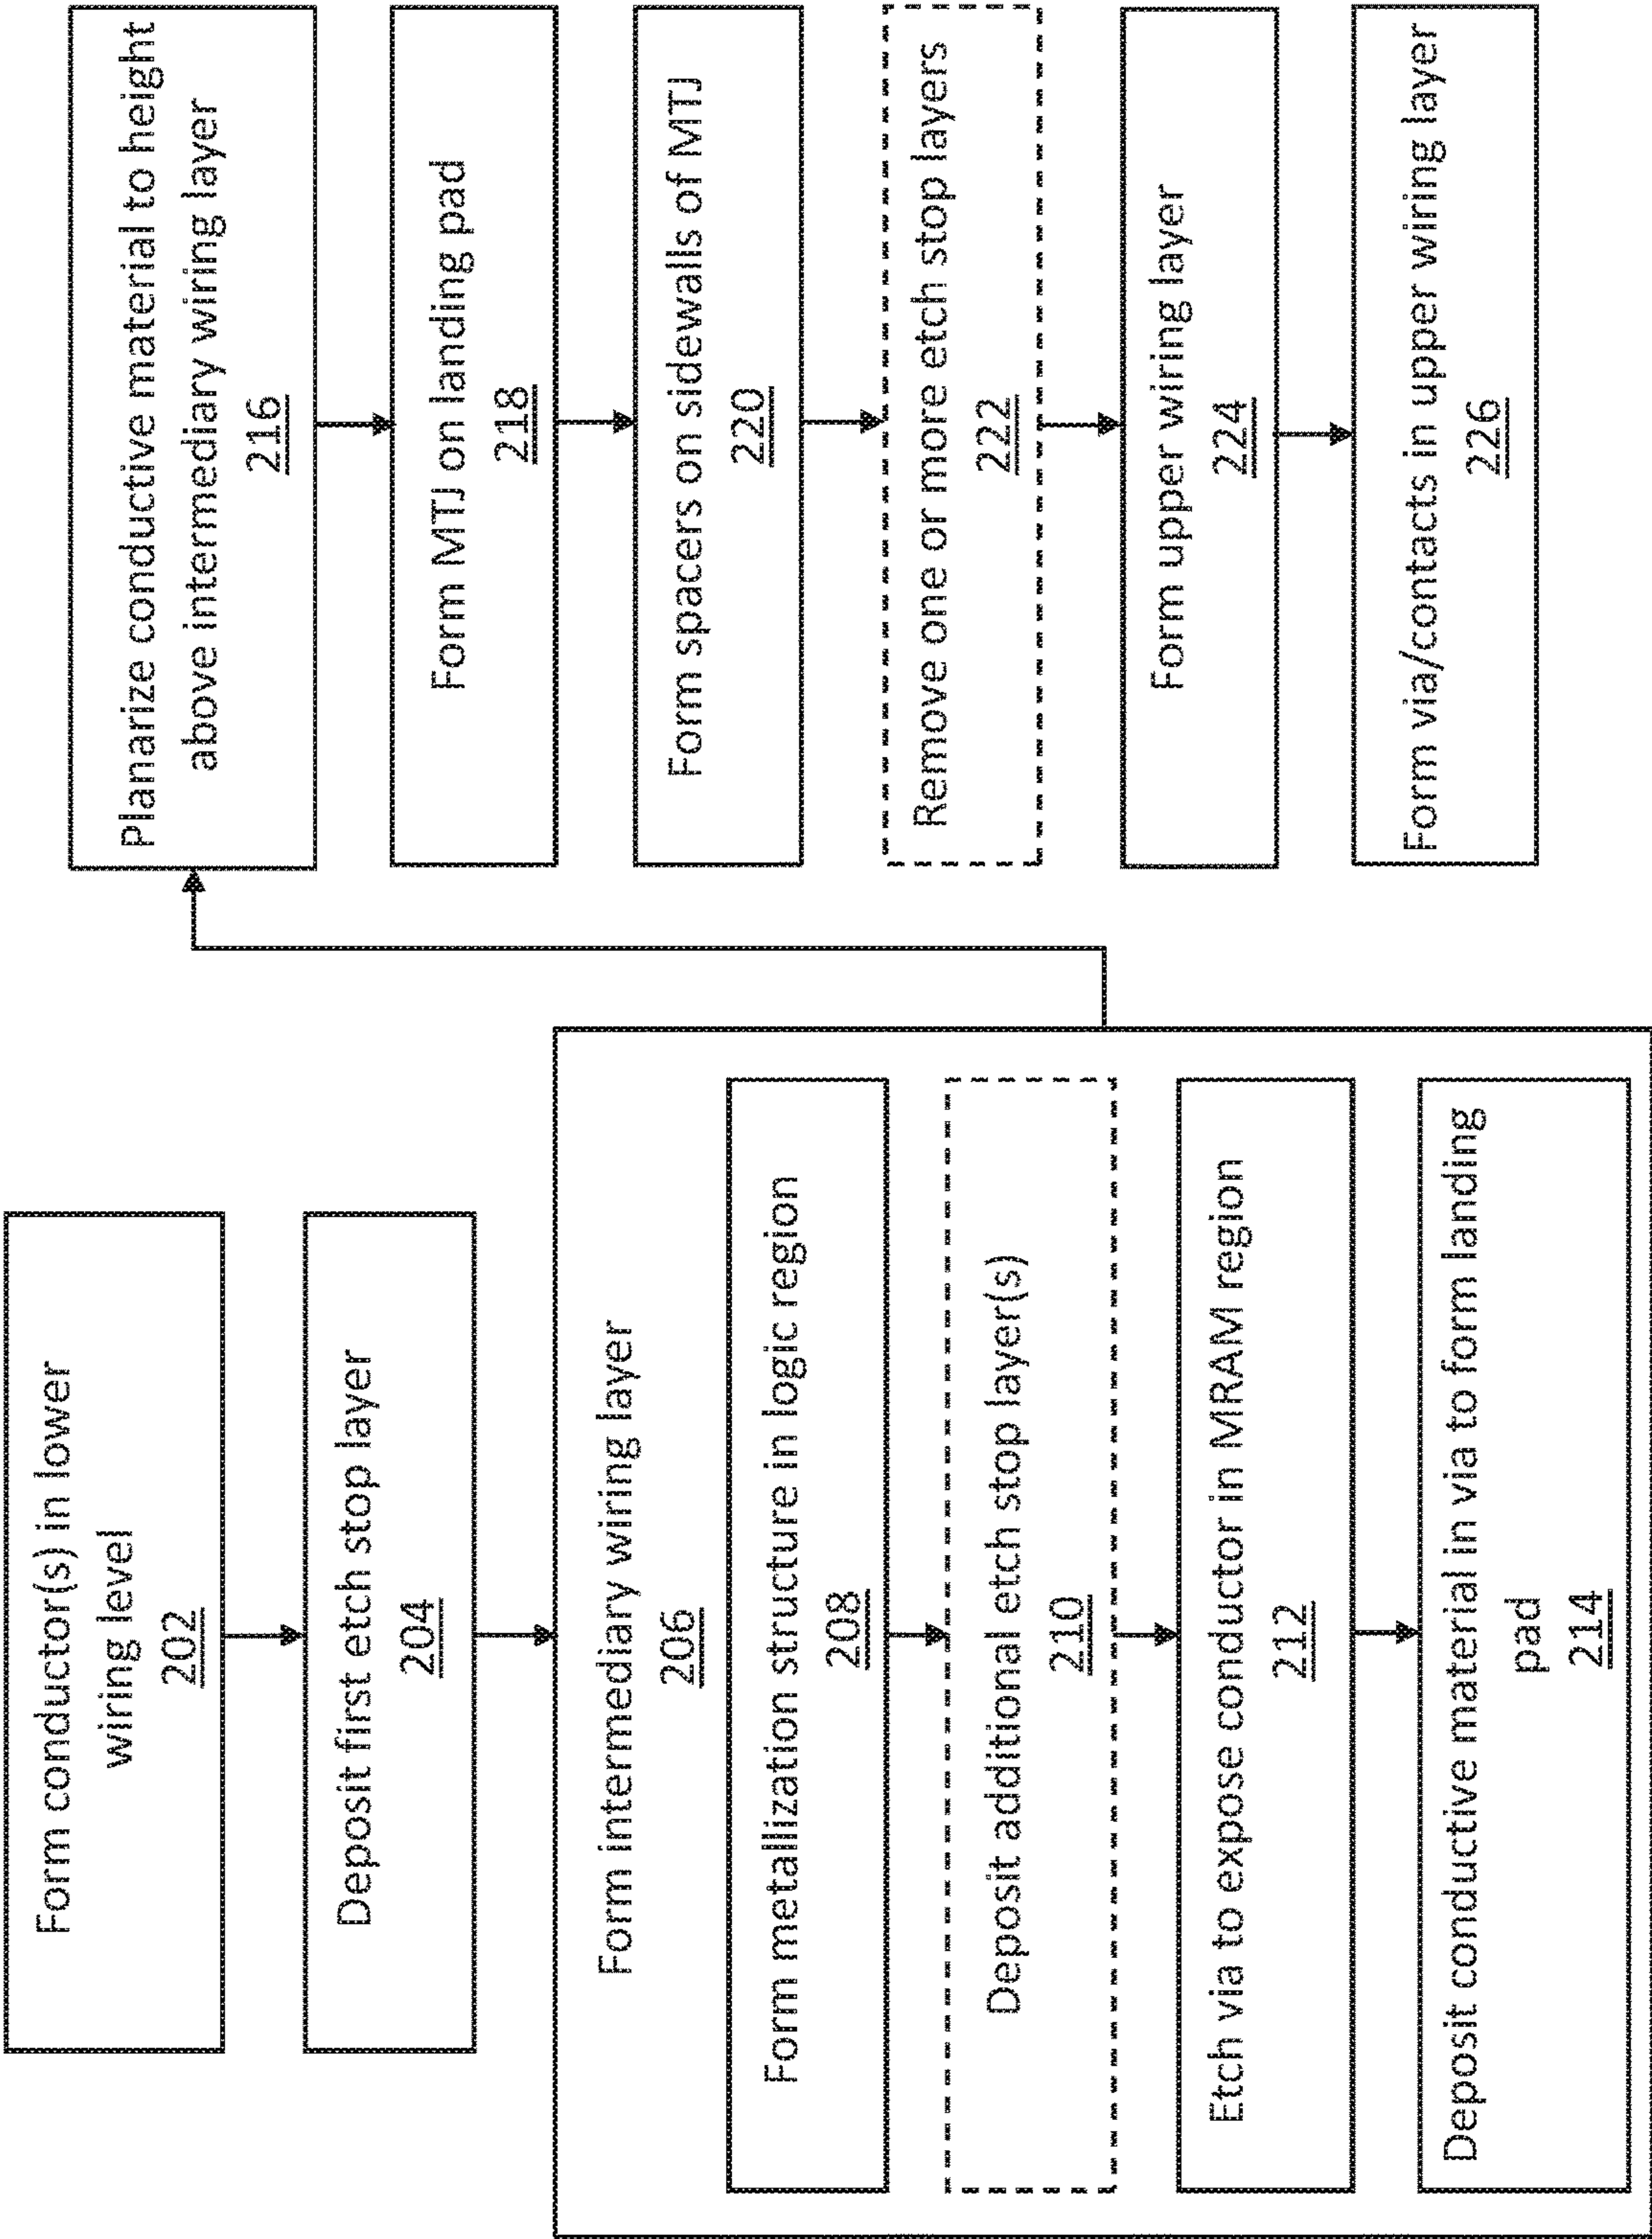 Form conductor(s) in lower
wiring level
202
Deposit first etch stop layer
204
Form intermediary wiring layer
206
Form metallization structure in logic region
208
Deposit additional etch stop layer(s)
210
Etch via to expose conductor in MRAM region
212
Deposit conductive material in via to form landing
pad
214
Planarize conductive material to height
above intermediary wiring layer
216
Form MTJ on landing pad
218
Form spacers on sidewalls of MTJ
220
Remove one or more etch stop layers
222
Form upper wiring layer
224
Form via/contacts in upper wiring layer
226